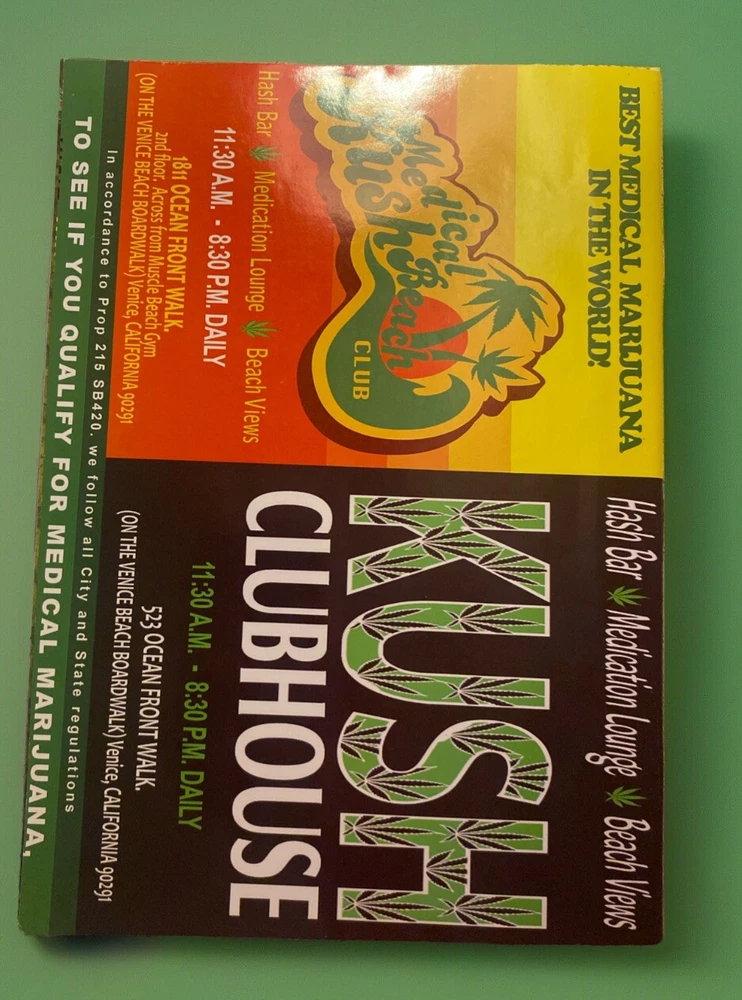 BEST MEDICAL MARIJUANA
IN THE WORLD!
Medical
Kush Beach
CLUB
Hash Bar Medication Lounge Beach Views
11:30 A.M. - 8:30 P.M. DAILY
1811 OCEAN FRONT WALK.
2nd floor. Across from Muscle Beach Gym
(ON THE VENICE BEACH BOARDWALK) Venice, CALIFORNIA 90291
Hash Bar Medication Lounge Beach Views
KUSH
CLUBHOUSE
11:30 A.M. - 8:30 P.M. DAILY
523 OCEAN FRONT WALK.
(ON THE VENICE BEACH BOARDWALK) Venice, CALIFORNIA 90291
In accordance to Prop 215 SB420. we follow all City and State regulations
TO SEE IF YOU QUALIFY FOR MEDICAL MARIJUANA,